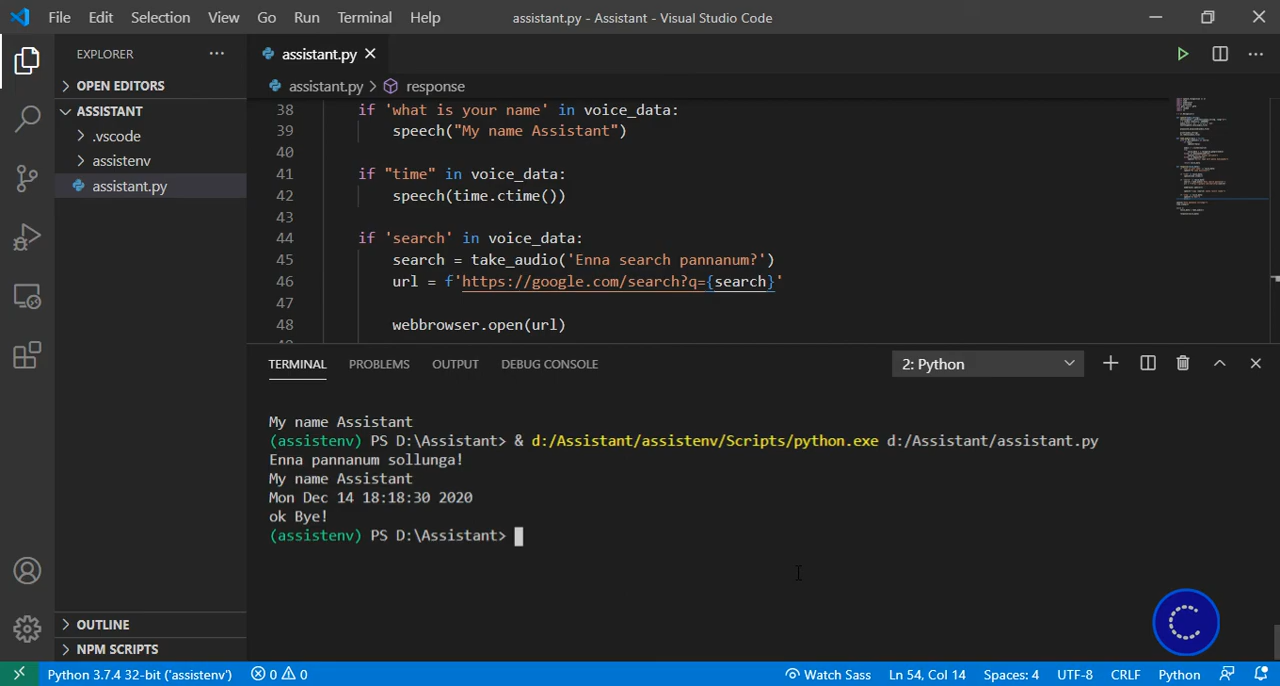 File Edit Selection View Go Run Terminal Help
assistant.py - Assistant - Visual Studio Code
EXPLORER
OPEN EDITORS
ASSISTANT
.vscode
assistenv
assistant.py
assistant.py
assistant.py > response
38 if 'what is your name' in voice_data:
39 speech("My name Assistant")
40
41 if "time" in voice_data:
42 speech(time.ctime())
43
44 if 'search' in voice_data:
45 search = take_audio('Enna search pannanum?')
46 url = f'https://google.com/search?q={search}'
47
48 webbrowser.open(url)
TERMINAL PROBLEMS OUTPUT DEBUG CONSOLE
2: Python
My name Assistant
(assistenv) PS D:\Assistant> & d:/Assistant/assistenv/Scripts/python.exe d:/Assistant/assistant.py
Enna pannanum sollunga!
My name Assistant
Mon Dec 14 18:18:30 2020
ok Bye!
(assistenv) PS D:\Assistant>
OUTLINE
NPM SCRIPTS
Python 3.7.4 32-bit ('assistenv') 0 0 Watch Sass Ln 54, Col 14 Spaces: 4 UTF-8 CRLF Python